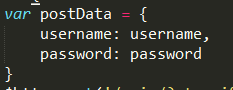 var postData = {
    username: username,
    password: password
}